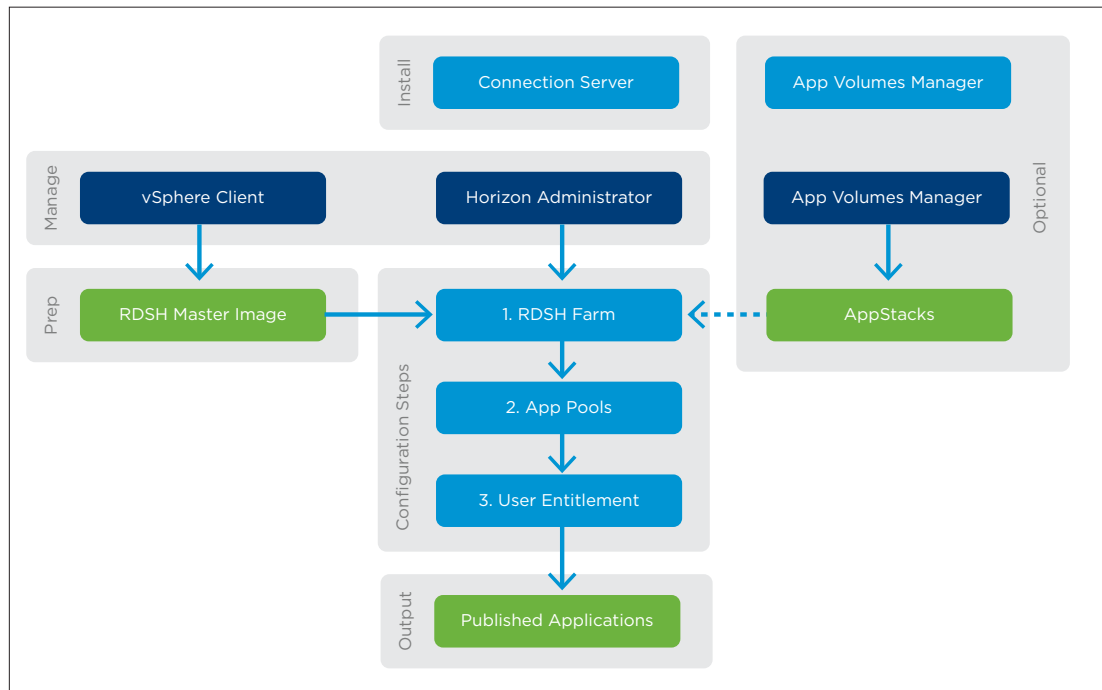 Install
Connection Server
App Volumes Manager
Manage
vSphere Client
Horizon Administrator
App Volumes Manager
Optional
Prep
RDSH Master Image
Configuration Steps
1. RDSH Farm
AppStacks
2. App Pools
3. User Entitlement
Output
Published Applications